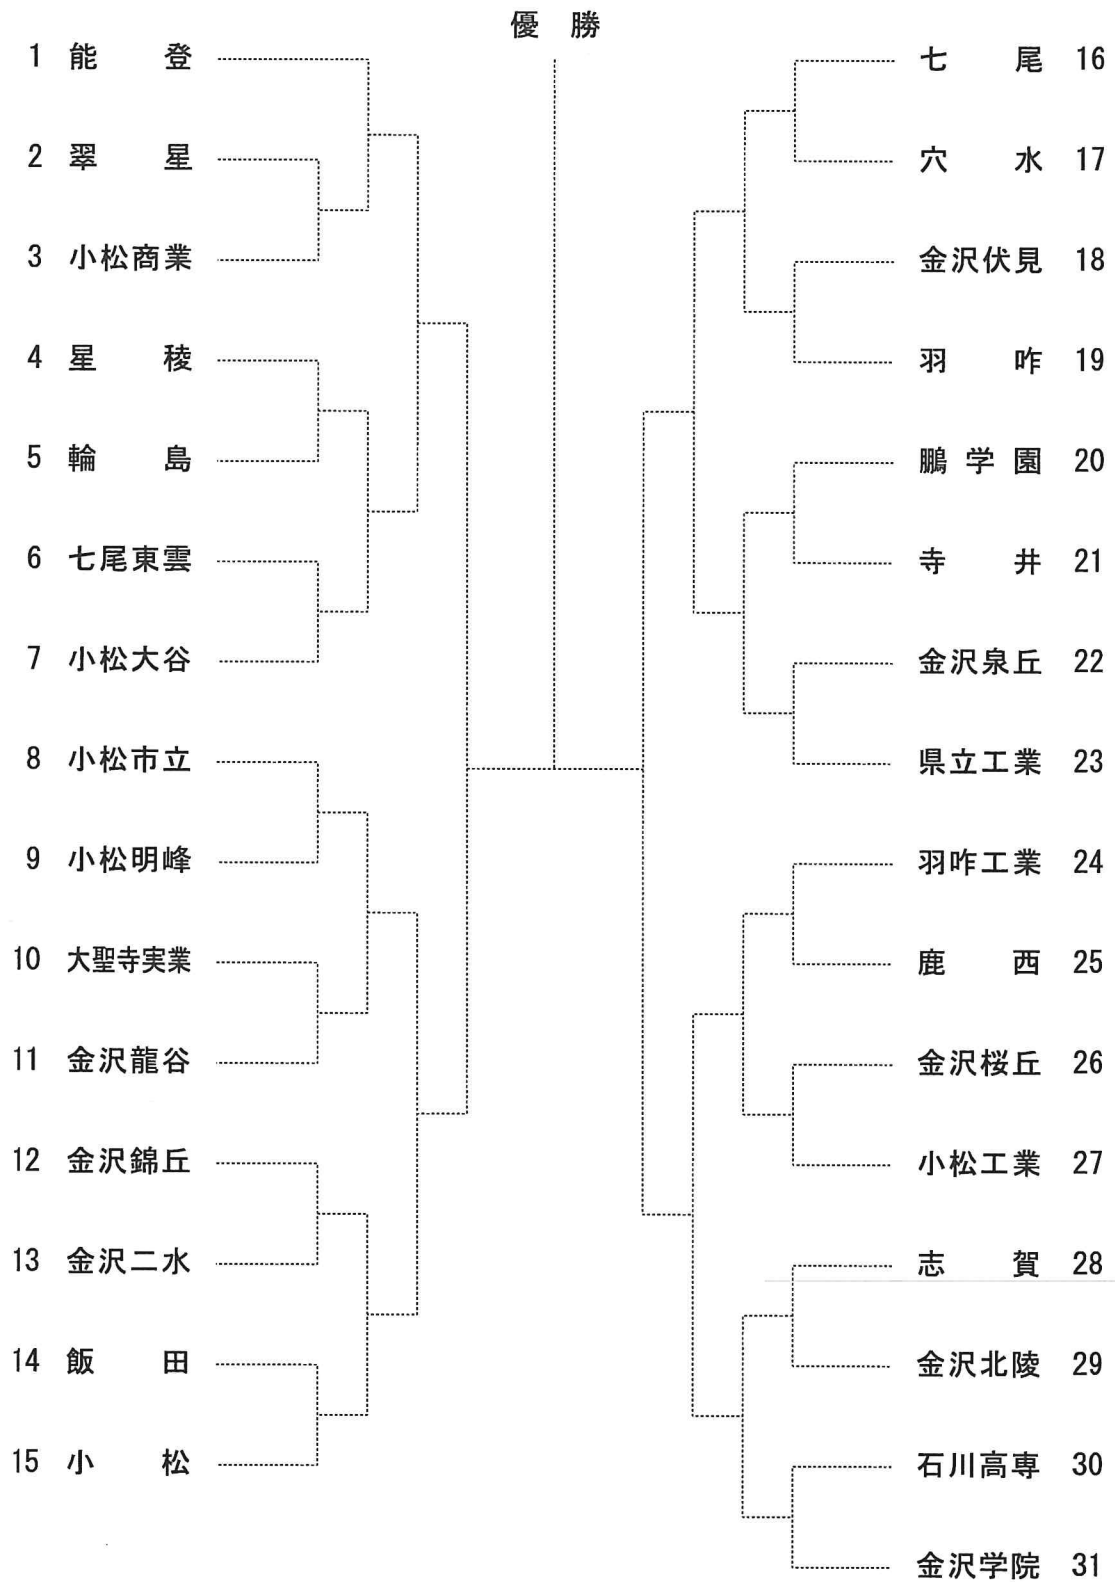 優勝
1 能登
2 翠星
3 小松商業
4 星稜
5 輪島
6 七尾東雲
7 小松大谷
8 小松市立
9 小松明峰
10 大聖寺実業
11 金沢龍谷
12 金沢錦丘
13 金沢二水
14 飯田
15 小松
七尾 16
穴水 17
金沢伏見 18
羽咋 19
鵬学園 20
寺井 21
金沢泉丘 22
県立工業 23
羽咋工業 24
鹿西 25
金沢桜丘 26
小松工業 27
志賀 28
金沢北陵 29
石川高専 30
金沢学院 31